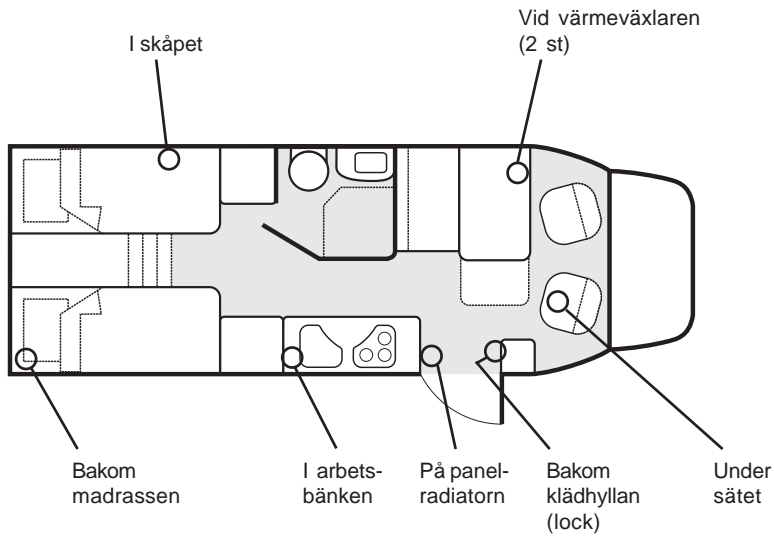 I skåpet
Vid värmeväxlaren
(2 st)
Bakom
madrassen
I arbets-
bänken
På panel-
radiatorn
Bakom
klädhyllan
(lock)
Under
sätet